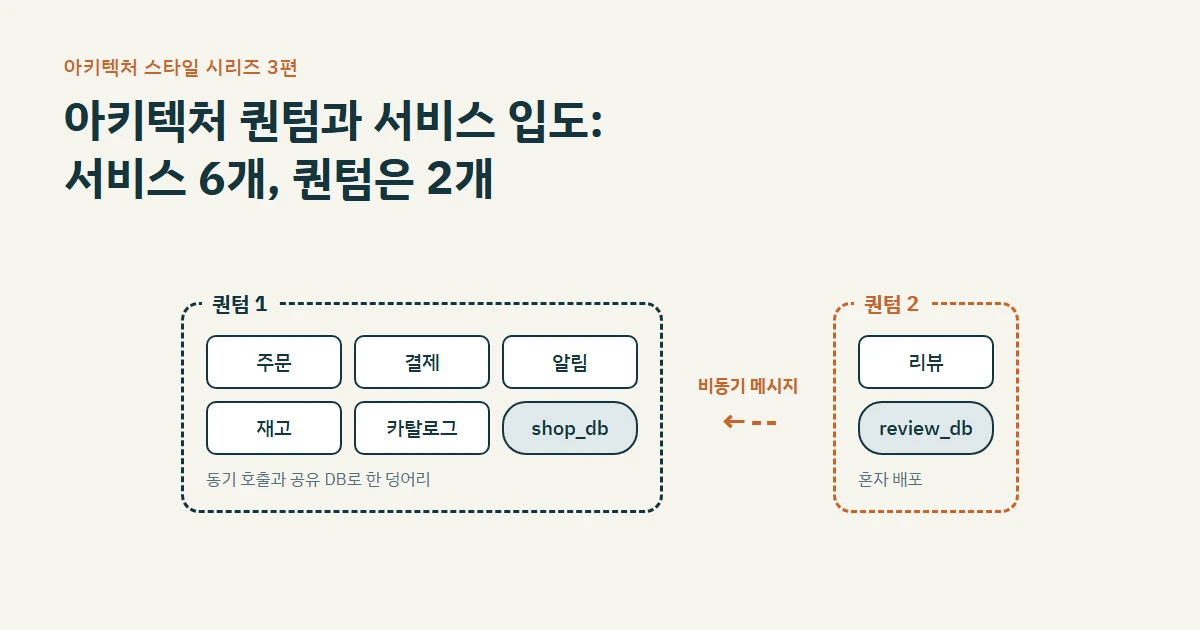 아키텍처 스타일 시리즈 3편
아키텍처 퀀텀과 서비스 입도:
서비스 6개, 퀀텀은 2개
퀀텀 1
주문
결제
알림
재고
카탈로그
shop_db
동기 호출과 공유 DB로 한 덩어리
비동기 메시지
퀀텀 2
리뷰
review_db
혼자 배포